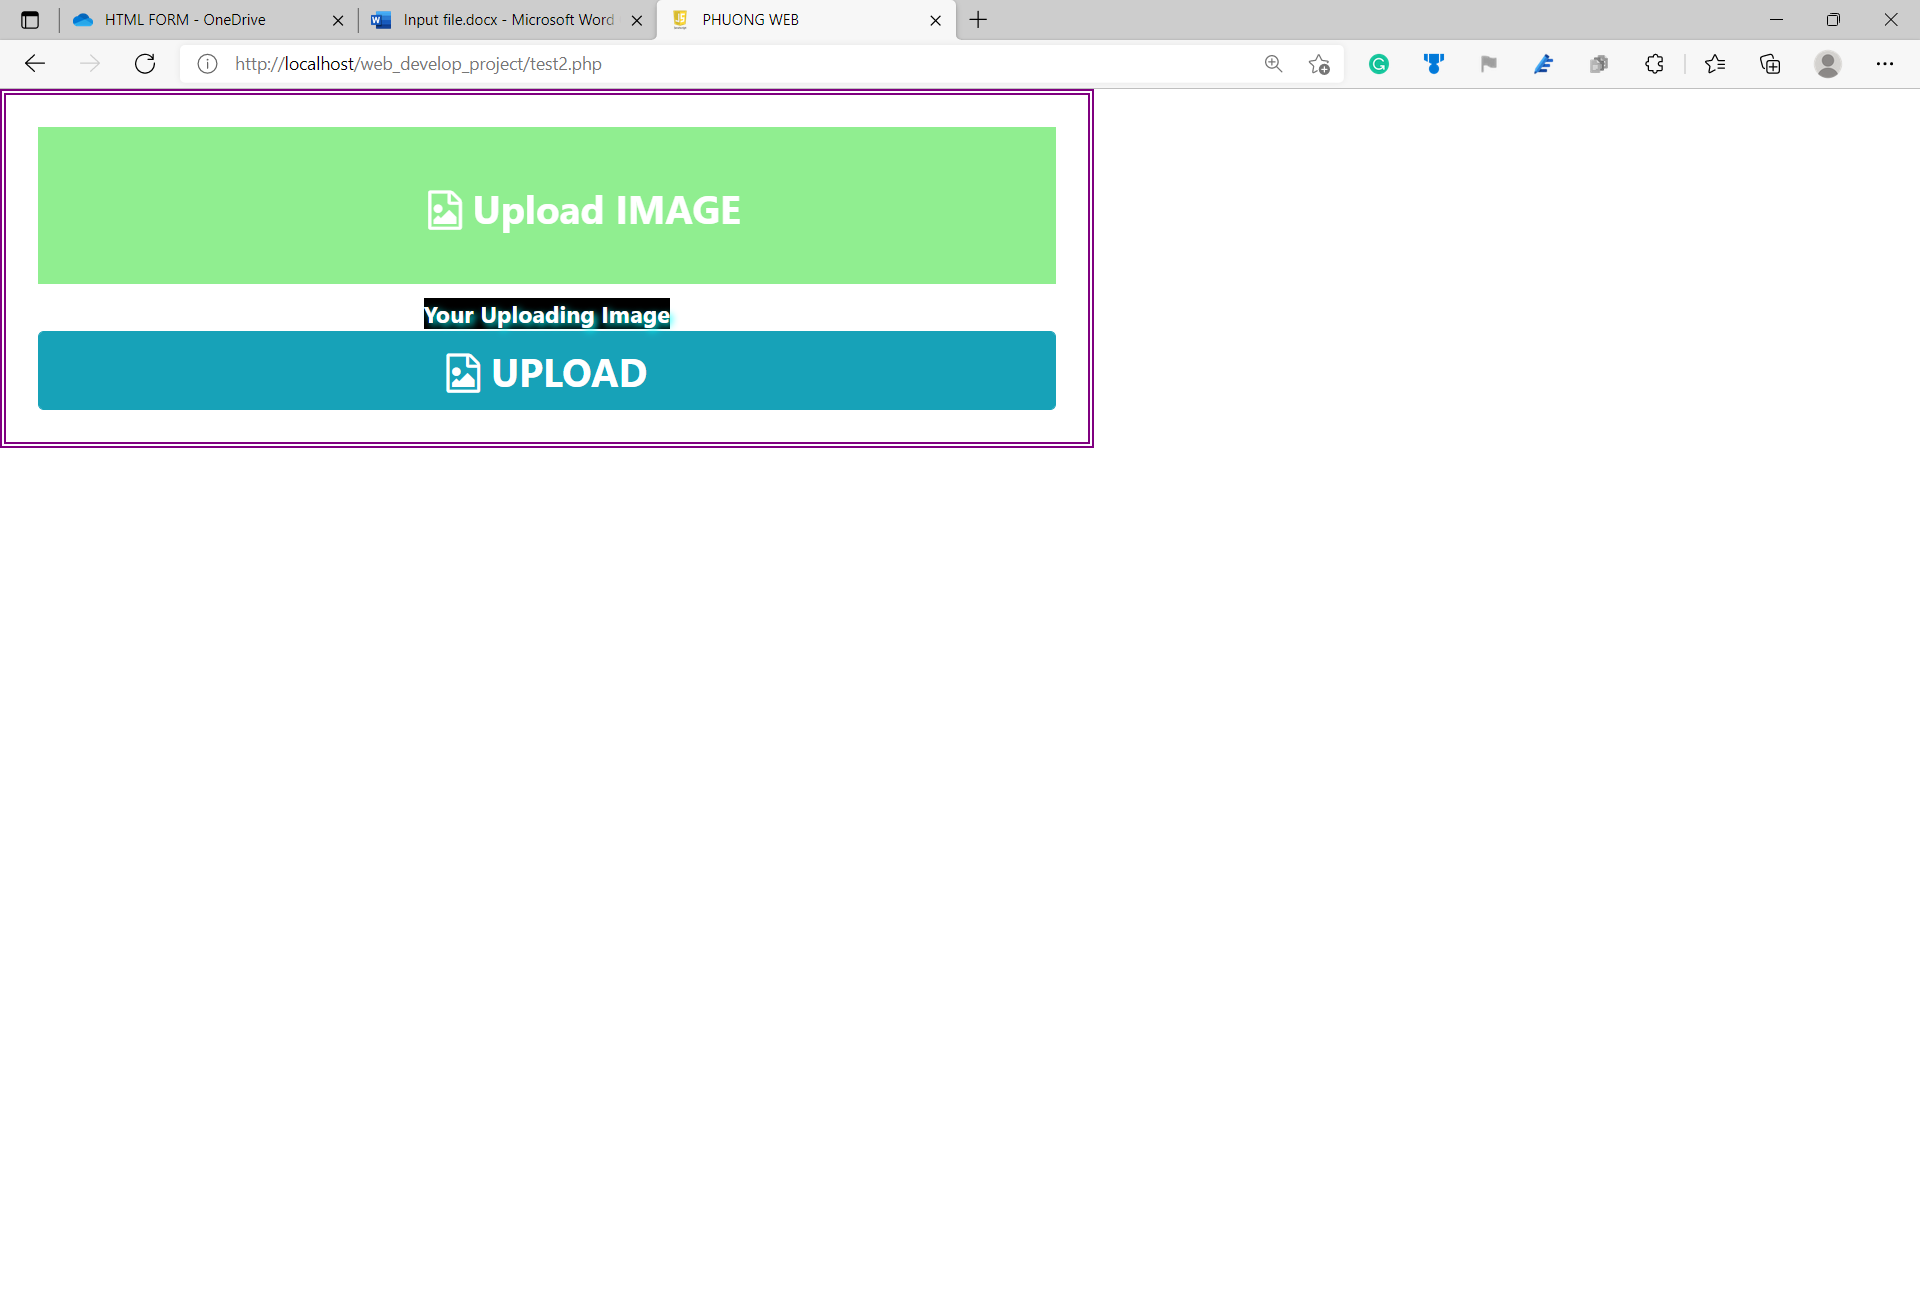 HTML FORM - OneDrive
Input file.docx - Microsoft Word
PHUONG WEB
http://localhost/web_develop_project/test2.php
Upload IMAGE
Your Uploading Image
UPLOAD